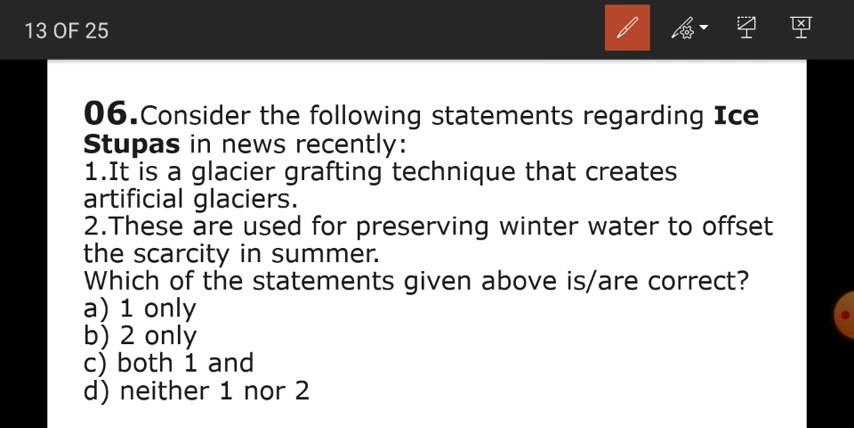 13 OF 25
06.Consider the following statements regarding Ice
Stupas in news recently:
1.It is a glacier grafting technique that creates
artificial glaciers.
2.These are used for preserving winter water to offset
the scarcity in summer.
Which of the statements given above is/are correct?
a) 1 only
b) 2 only
c) both 1 and
d) neither 1 nor 2